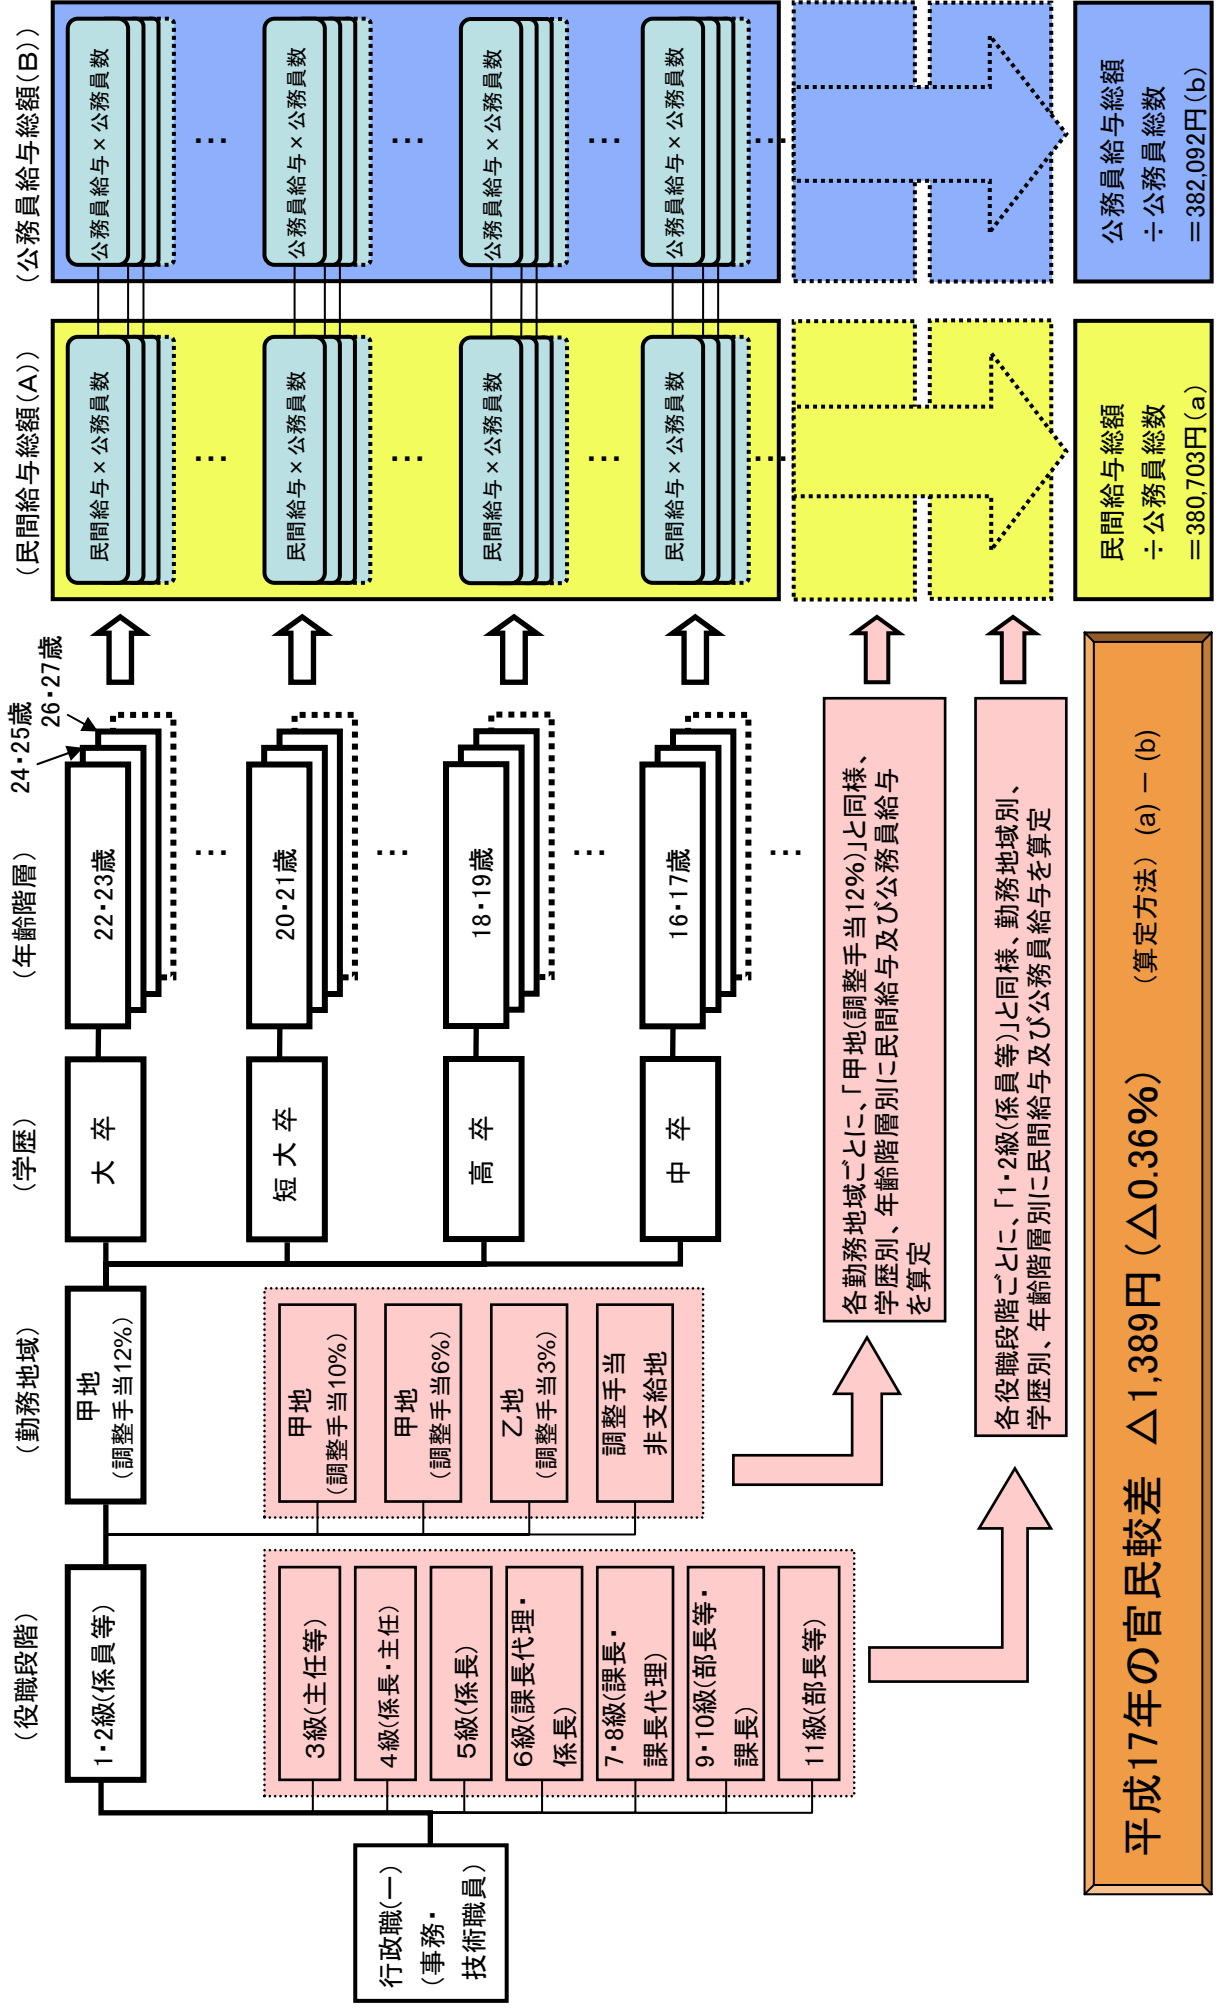 (役職段階)
(勤務地域)
(学歴)
(年齢階層)
(民間給与総額(A))
(公務員給与総額(B))
行政職(一)
(事務・
技術職員)
1・2級(係員等)
3級(主任等)
4級(係長・主任)
5級(係長)
6級(課長代理・
係長)
7・8級(課長・
課長代理)
9・10級(部長等・
課長)
11級(部長等)
甲地
(調整手当12%)
甲地
(調整手当10%)
甲地
(調整手当6%)
乙地
(調整手当3%)
調整手当
非支給地
大 卒
短 大 卒
高 卒
中 卒
24・25歳
26・27歳
22・23歳
…
20・21歳
…
18・19歳
…
16・17歳
…
民間給与×公務員数
…
民間給与×公務員数
…
民間給与×公務員数
…
民間給与×公務員数
…
公務員給与×公務員数
…
公務員給与×公務員数
…
公務員給与×公務員数
…
公務員給与×公務員数
…
各勤務地域ごとに、「甲地(調整手当12%)」と同様、
学歴別、年齢階層別に民間給与及び公務員給与
を算定
各役職段階ごとに、「1・2級(係員等)」と同様、勤務地域別、
学歴別、年齢階層別に民間給与及び公務員給与を算定
民間給与総額
÷公務員総数
=380,703円(a)
公務員給与総額
÷公務員総数
=382,092円(b)
平成17年の官民較差 △1,389円 (△0.36%) (算定方法) (a) − (b)